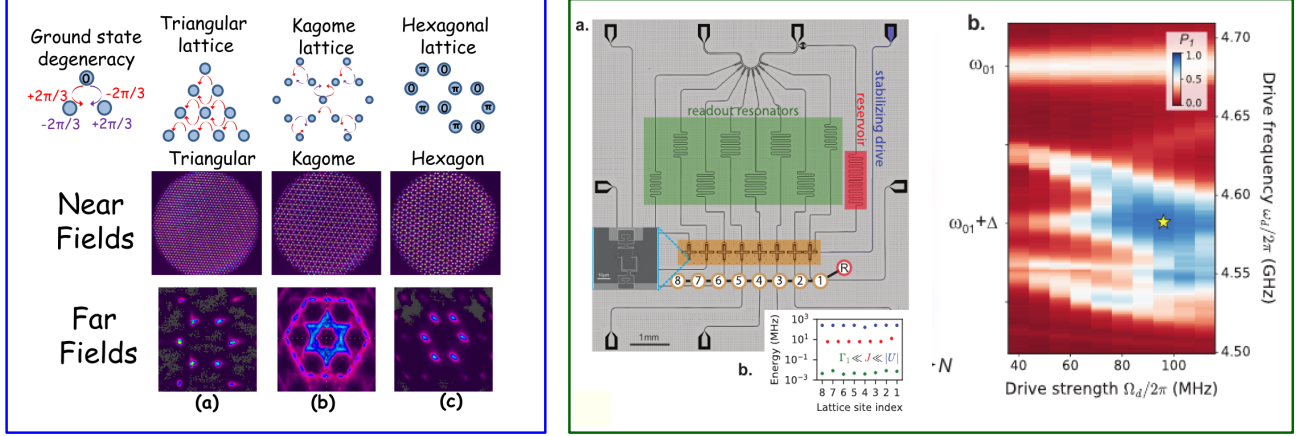 Ground state
degeneracy
0
+2π/3
-2π/3
-2π/3
+2π/3
Triangular
lattice
Kagome
lattice
Hexagonal
lattice
π 0
0 π
π 0
0 π
π 0
Triangular
Kagome
Hexagon
Near
Fields
Far
Fields
(a)
(b)
(c)
a.
readout resonators
reservoir
stabilizing drive
8 7 6 5 4 3 2 1
R
1mm
b.
Energy (MHz)
10³
10¹
10⁻¹
10⁻³
Γ₁ ≪ J ≪ |U|
8 7 6 5 4 3 2 1
Lattice site index
N
b.
P₁
1.0
0.5
0.0
ω₀₁
ω₀₁+Δ
4.70
4.65
4.60
4.55
4.50
Drive frequency ω_d/2π (GHz)
40 60 80 100
Drive strength Ω_d/2π (MHz)